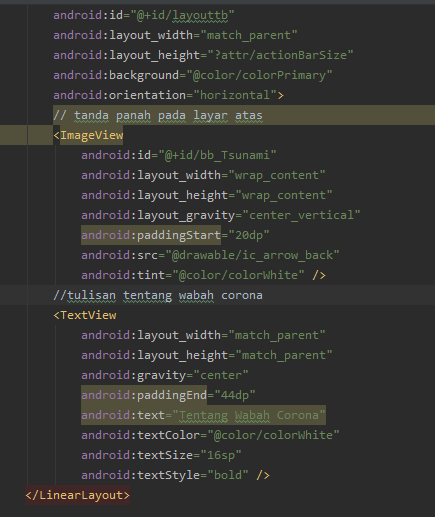 android:id="@+id/layouttb"
android:layout_width="match_parent"
android:layout_height="?attr/actionBarSize"
android:background="@color/colorPrimary"
android:orientation="horizontal">
// tanda panah pada layar atas
<ImageView
android:id="@+id/bb_Tsunami"
android:layout_width="wrap_content"
android:layout_height="wrap_content"
android:layout_gravity="center_vertical"
android:paddingStart="20dp"
android:src="@drawable/ic_arrow_back"
android:tint="@color/colorWhite" />
//tulisan tentang wabah corona
<TextView
android:layout_width="match_parent"
android:layout_height="match_parent"
android:gravity="center"
android:paddingEnd="44dp"
android:text="Tentang Wabah Corona"
android:textColor="@color/colorWhite"
android:textSize="16sp"
android:textStyle="bold" />
</LinearLayout>